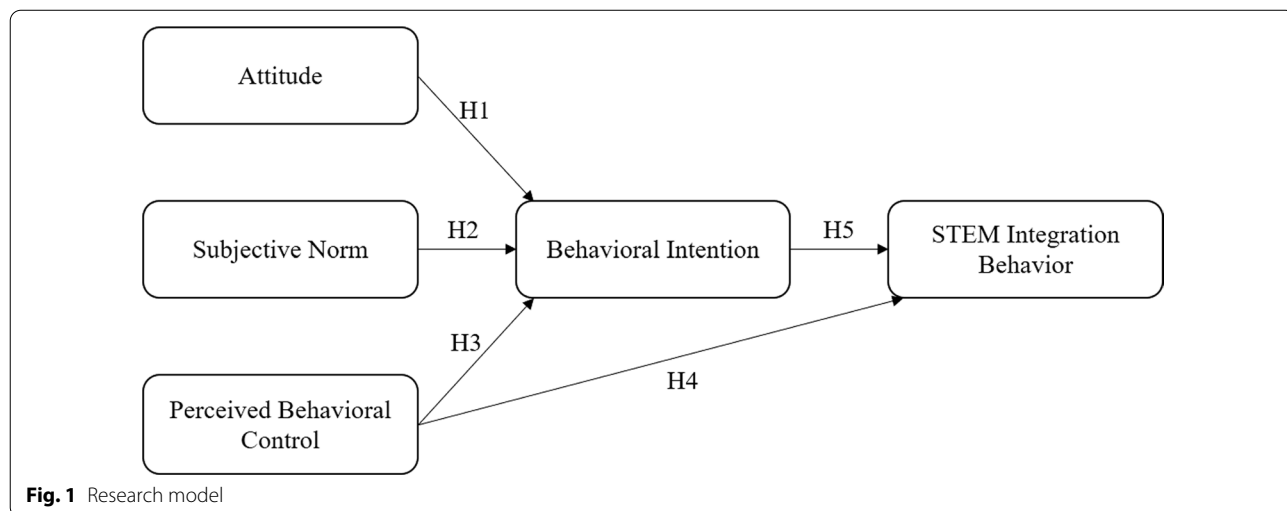 Attitude
H1
Subjective Norm
H2
Behavioral Intention
H5
STEM Integration
Behavior
H3
H4
Perceived Behavioral
Control
Fig. 1 Research model